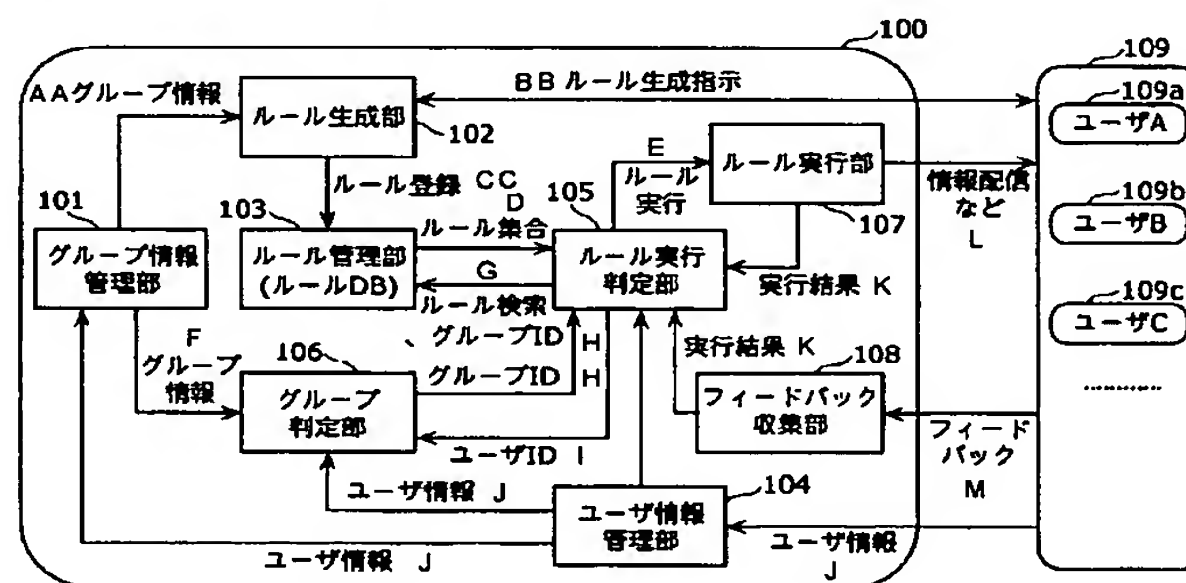 100
109
AAグループ情報
BB ルール生成指示
109a
ユーザA
ルール生成部
102
E
ルール実行部
ルール登録 CC
ルール
実行
情報配信
など
L
101
103
D
105
107
109b
ユーザB
ルール集合
グループ情報
管理部
ルール管理部
(ルールDB)
G
ルール実行
判定部
実行結果 K
109c
ユーザC
ルール検索
、グループID H
F
グループ
情報
106
グループID H
実行結果 K
108
グループ
判定部
フィードバック
収集部
フィード
バック
M
ユーザID I
ユーザ情報 J
104
ユーザ情報
管理部
ユーザ情報 J
ユーザ情報
J